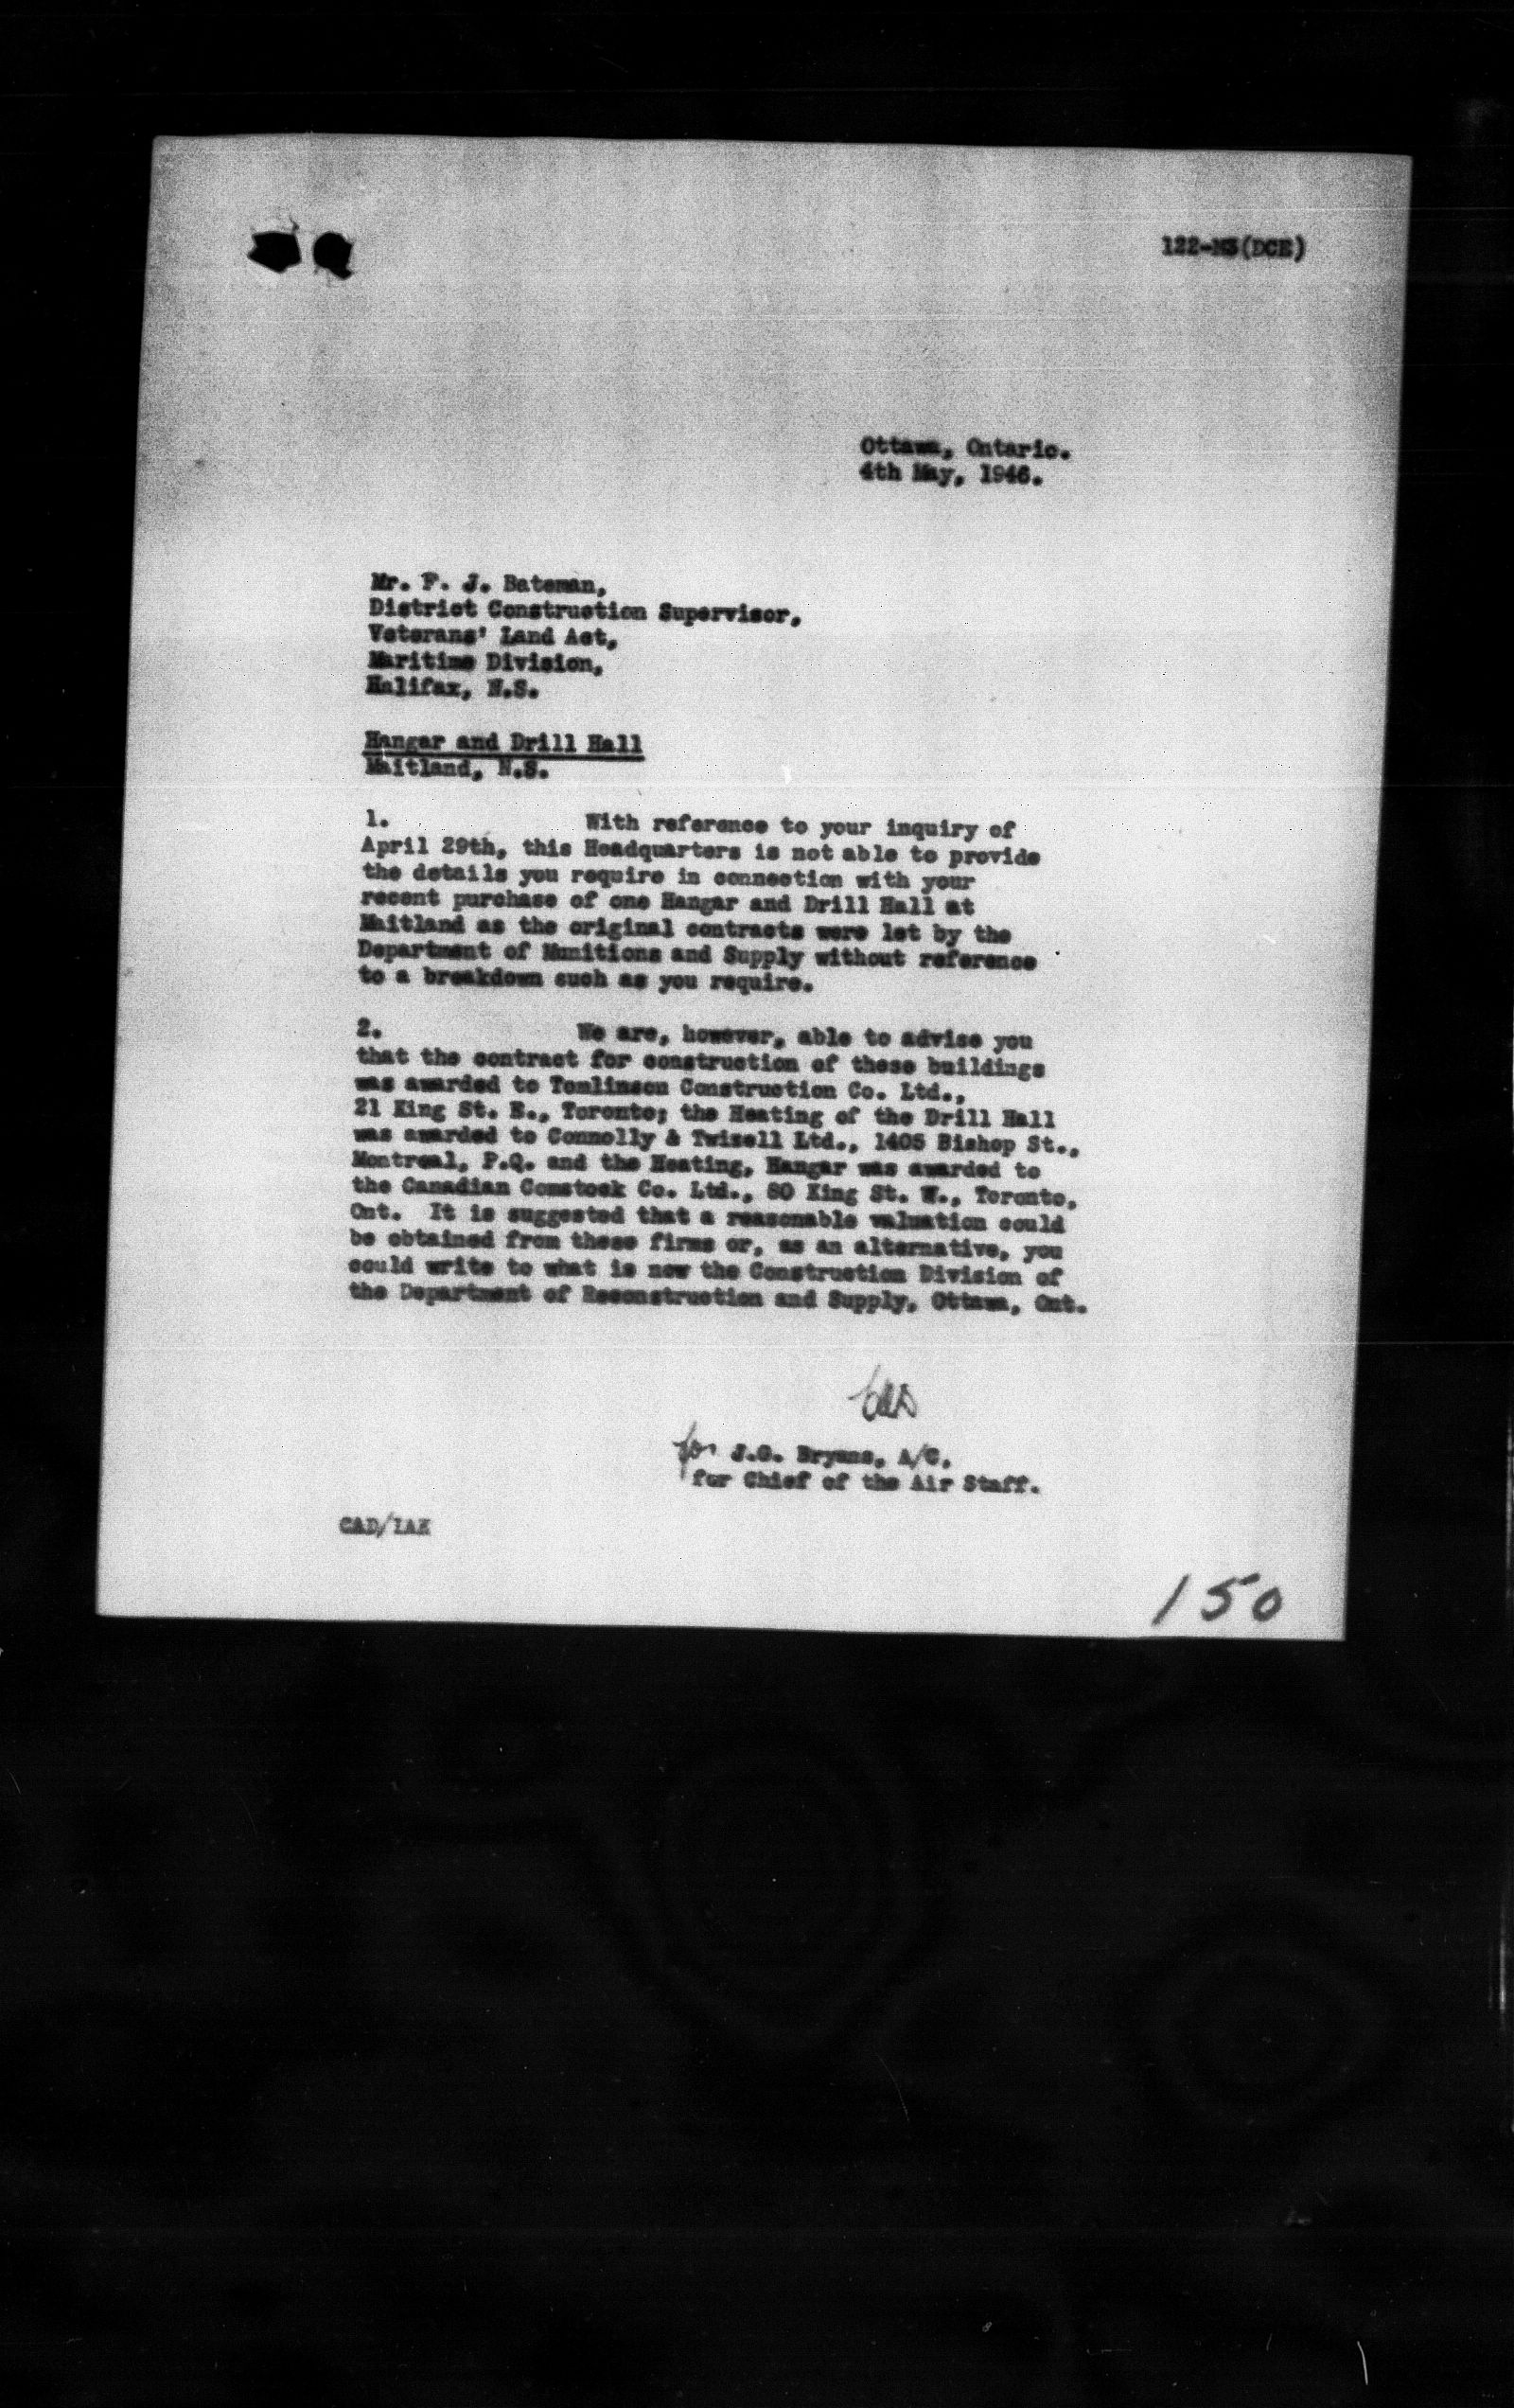 122-M3(DCE)
Ottawa, Ontario.
4th May, 1946.
Mr. F. J. Bateman,
District Construction Supervisor,
Veterans' Land Act,
Maritime Division,
Halifax, N.S.
Hangar and Drill Hall
Maitland, N.S.
1. With reference to your inquiry of
April 29th, this Headquarters is not able to provide
the details you require in connection with your
recent purchase of one Hangar and Drill Hall at
Maitland as the original contracts were let by the
Department of Munitions and Supply without reference
to a breakdown such as you require.
2. We are, however, able to advise you
that the contract for construction of these buildings
was awarded to Tomlinson Construction Co. Ltd.,
21 King St. E., Toronto; the Heating of the Drill Hall
was awarded to Connolly & Twizell Ltd., 1405 Bishop St.,
Montreal, P.Q. and the Heating, Hangar was awarded to
the Canadian Comstock Co. Ltd., 80 King St. W., Toronto,
Ont. It is suggested that a reasonable valuation could
be obtained from these firms or, as an alternative, you
could write to what is now the Construction Division of
the Department of Reconstruction and Supply, Ottawa, Ont.
for J.G. Bryans, A/C,
for Chief of the Air Staff.
CAD/IAK
150